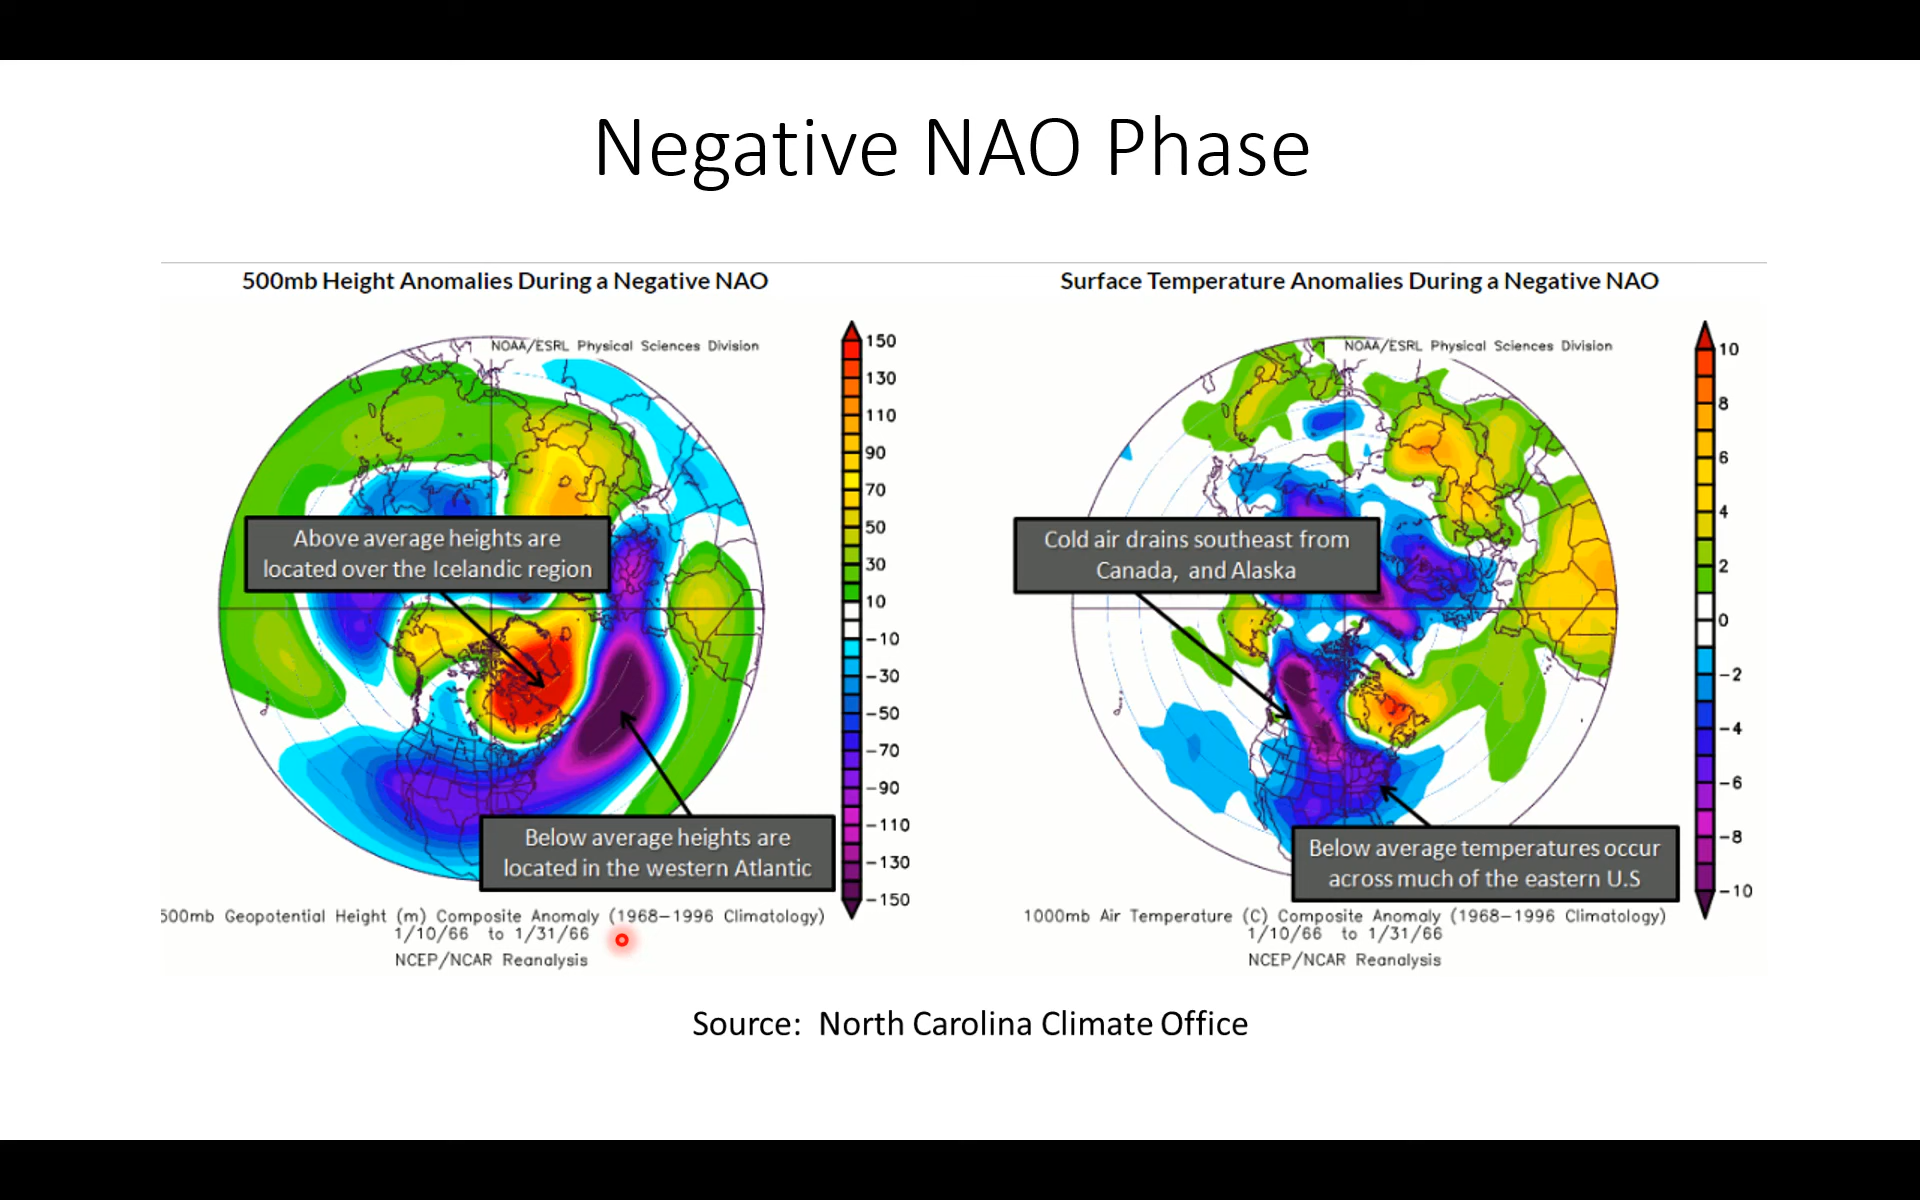 Negative NAO Phase
500mb Height Anomalies During a Negative NAO
NOAA/ESRL Physical Sciences Division
150
130
110
90
70
50
30
10
-10
-30
-50
-70
-90
-110
-130
-150
Above average heights are
located over the Icelandic region
Below average heights are
located in the western Atlantic
500mb Geopotential Height (m) Composite Anomaly (1968-1996 Climatology)
1/10/66 to 1/31/66
NCEP/NCAR Reanalysis
Surface Temperature Anomalies During a Negative NAO
NOAA/ESRL Physical Sciences Division
10
8
6
4
2
0
-2
-4
-6
-8
-10
Cold air drains southeast from
Canada, and Alaska
Below average temperatures occur
across much of the eastern U.S
1000mb Air Temperature (C) Composite Anomaly (1968-1996 Climatology)
1/10/66 to 1/31/66
NCEP/NCAR Reanalysis
Source: North Carolina Climate Office